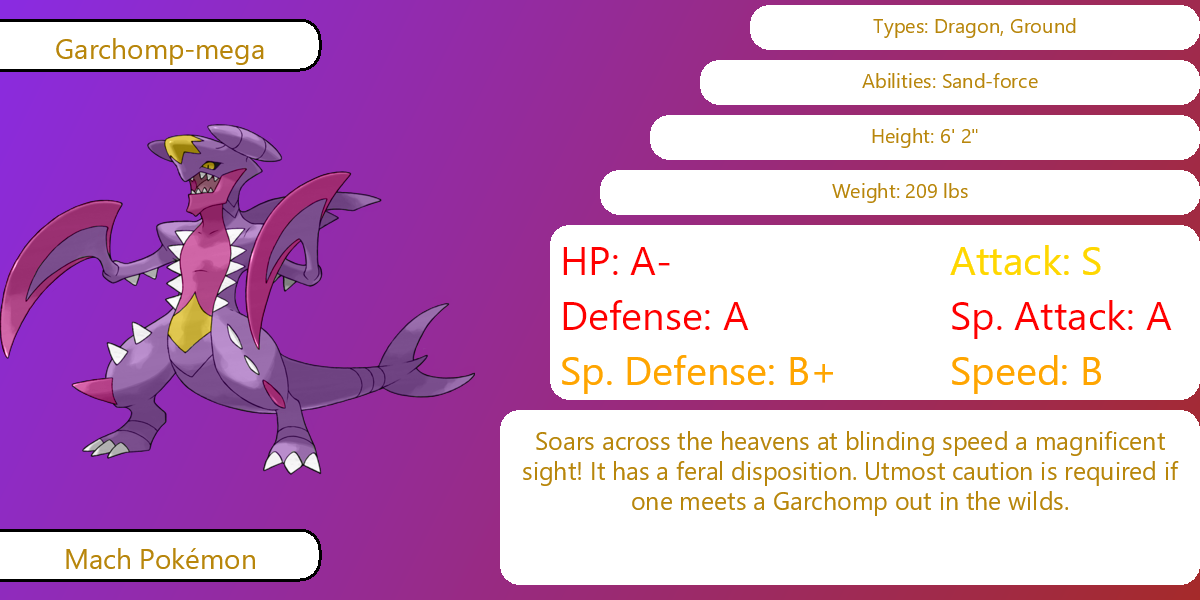 Garchomp-mega
Types: Dragon, Ground
Abilities: Sand-force
Height: 6' 2"
Weight: 209 lbs
HP: A-
Attack: S
Defense: A
Sp. Attack: A
Sp. Defense: B+
Speed: B
Soars across the heavens at blinding speed a magnificent
sight! It has a feral disposition. Utmost caution is required if
one meets a Garchomp out in the wilds.
Mach Pokémon